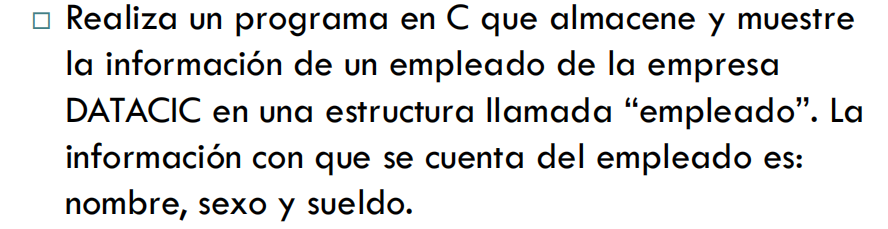 Realiza un programa en C que almacene y muestre
la información de un empleado de la empresa
DATACIC en una estructura llamada “empleado”. La
información con que se cuenta del empleado es:
nombre, sexo y sueldo.